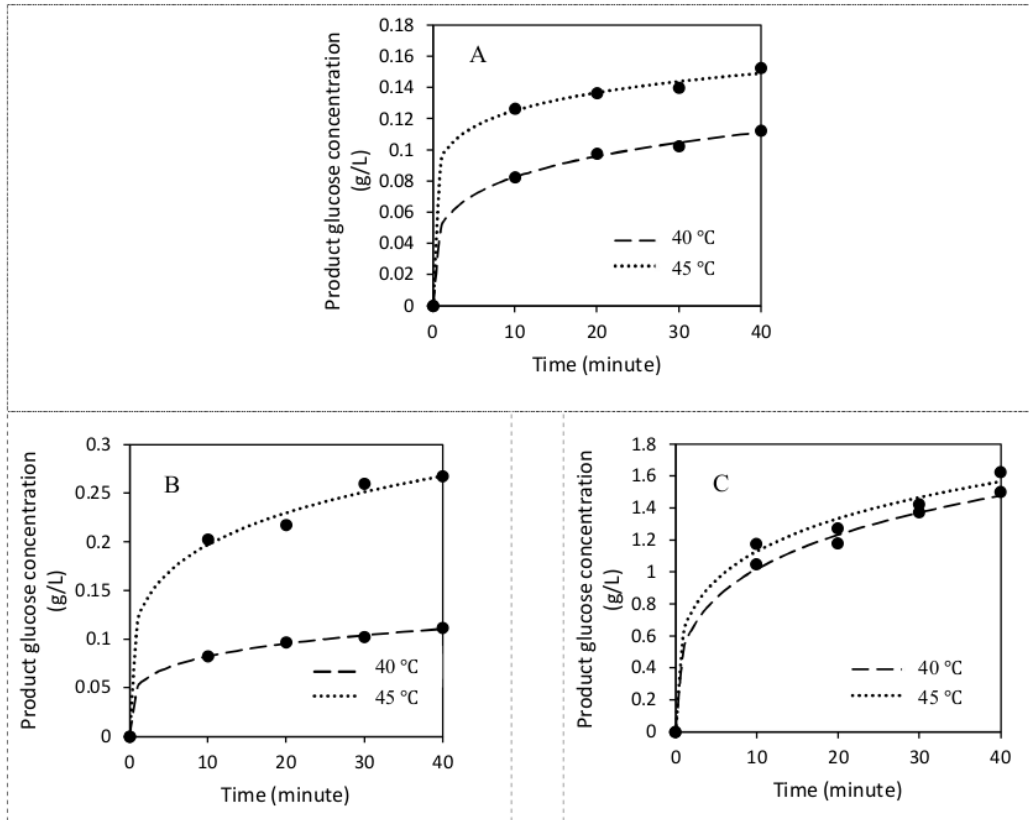 A
Product glucose concentration
(g/L)
0.18
0.16
0.14
0.12
0.1
0.08
0.06
0.04
0.02
0
0 10 20 30 40
Time (minute)
40 °C
45 °C
B
Product glucose concentration
(g/L)
0.3
0.25
0.2
0.15
0.1
0.05
0
0 10 20 30 40
Time (minute)
40 °C
45 °C
C
Product glucose concentration
(g/L)
1.8
1.6
1.4
1.2
1
0.8
0.6
0.4
0.2
0
0 10 20 30 40
Time (minute)
40 °C
45 °C